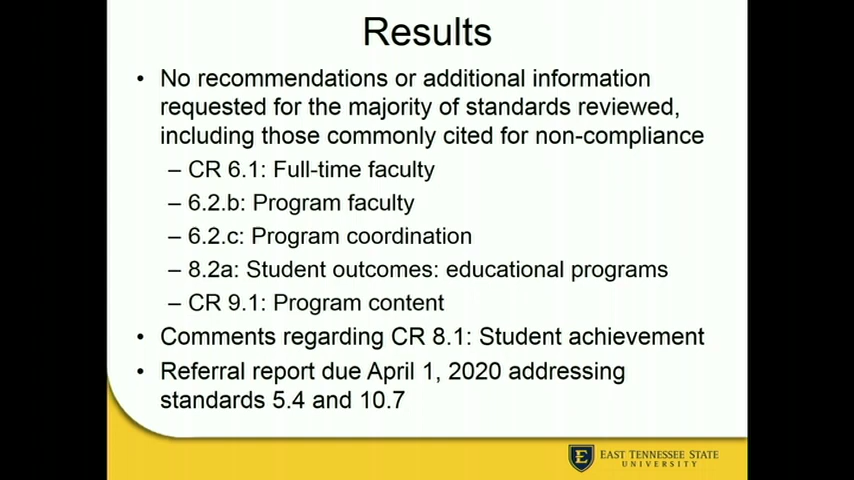 Results
• No recommendations or additional information
requested for the majority of standards reviewed,
including those commonly cited for non-compliance
– CR 6.1: Full-time faculty
– 6.2.b: Program faculty
– 6.2.c: Program coordination
– 8.2a: Student outcomes: educational programs
– CR 9.1: Program content
• Comments regarding CR 8.1: Student achievement
• Referral report due April 1, 2020 addressing
standards 5.4 and 10.7
E
EAST TENNESSEE STATE
UNIVERSITY